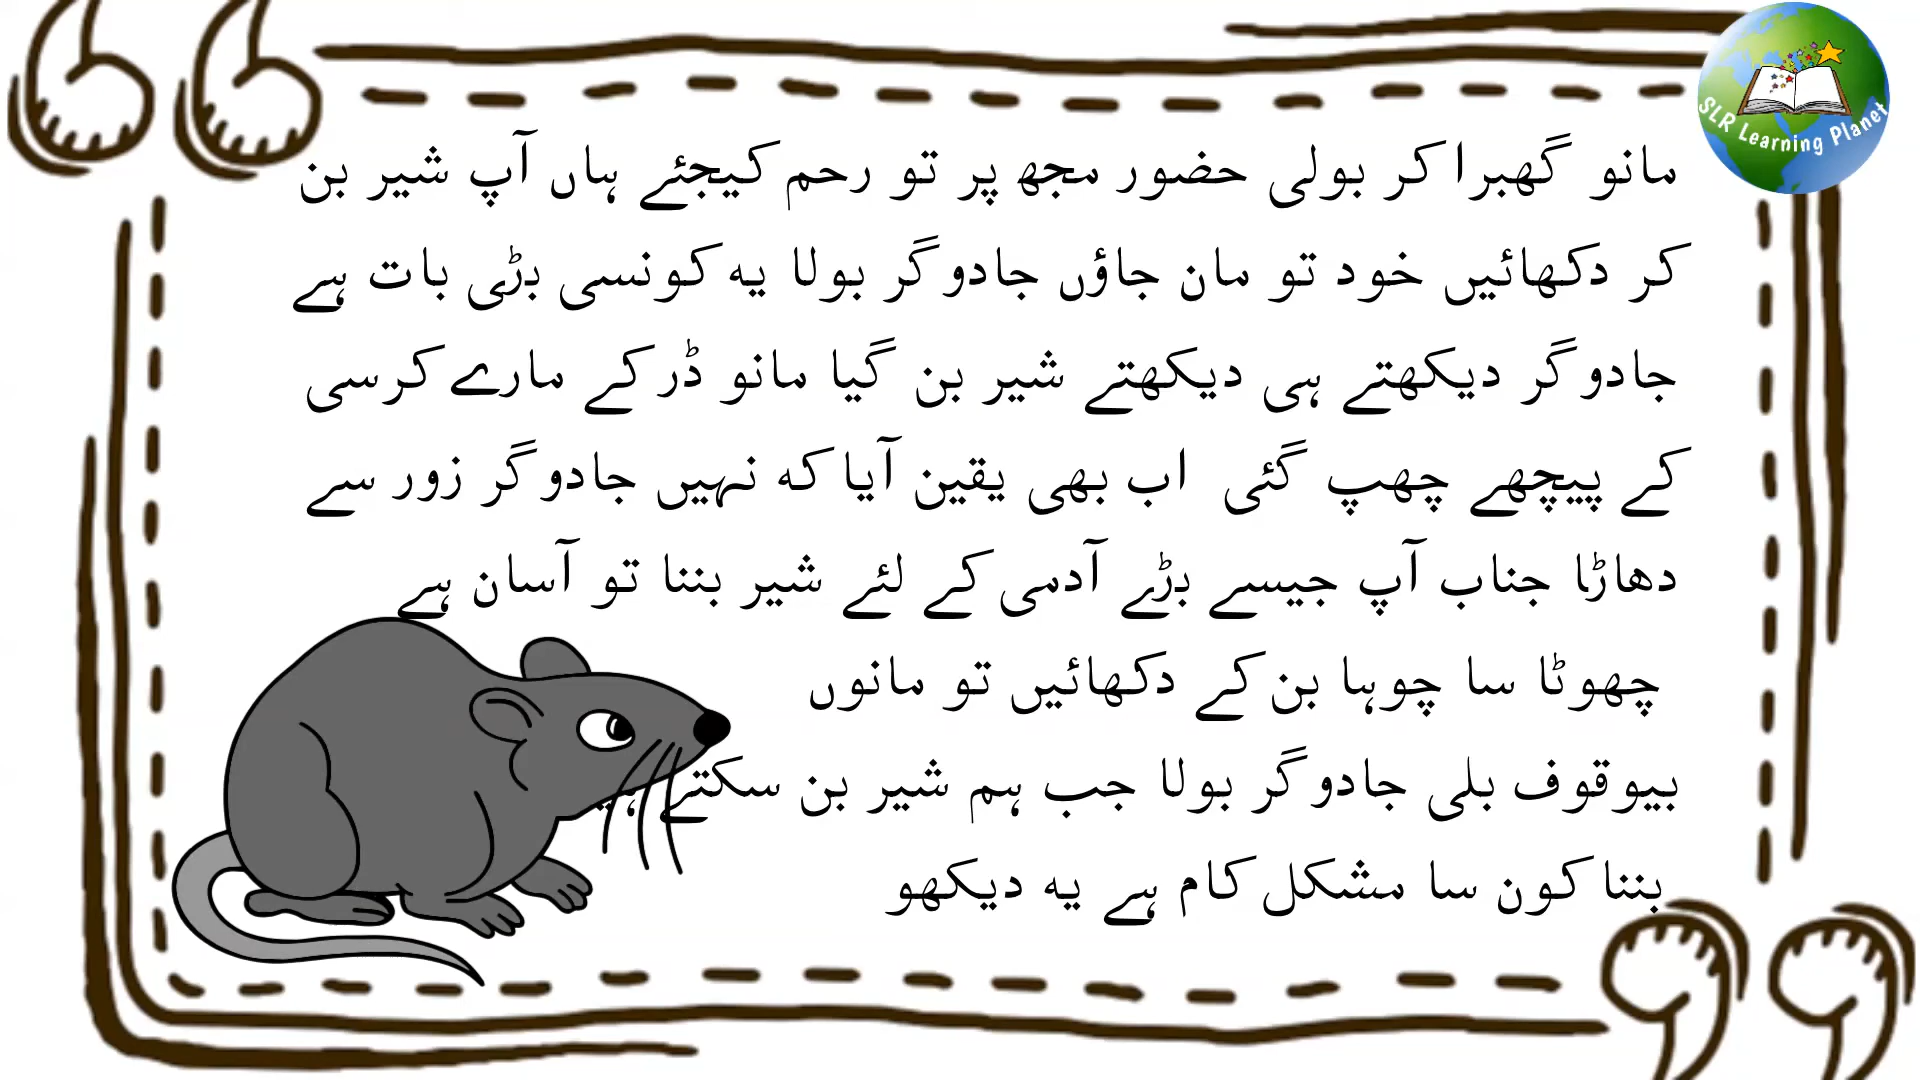 SLR Learning Planet
مانو گھبرا کر بولی حضور مجھ پر تو رحم کیجئے ہاں آپ شیر بن
کر دکھائیں خود تو مان جاؤں جادوگر بولا یہ کونسی بڑی بات ہے
جادوگر دیکھتے ہی دیکھتے شیر بن گیا مانو ڈر کے مارے کرسی
کے پیچھے چھپ گئی اب بھی یقین آیا کہ نہیں جادوگر زور سے
دھاڑا جناب آپ جیسے بڑے آدمی کے لئے شیر بننا تو آسان ہے
چھوٹا سا چوہا بن کے دکھائیں تو مانوں
بیوقوف بلی جادوگر بولا جب ہم شیر بن سکتے
بننا کون سا مشکل کام ہے یہ دیکھو